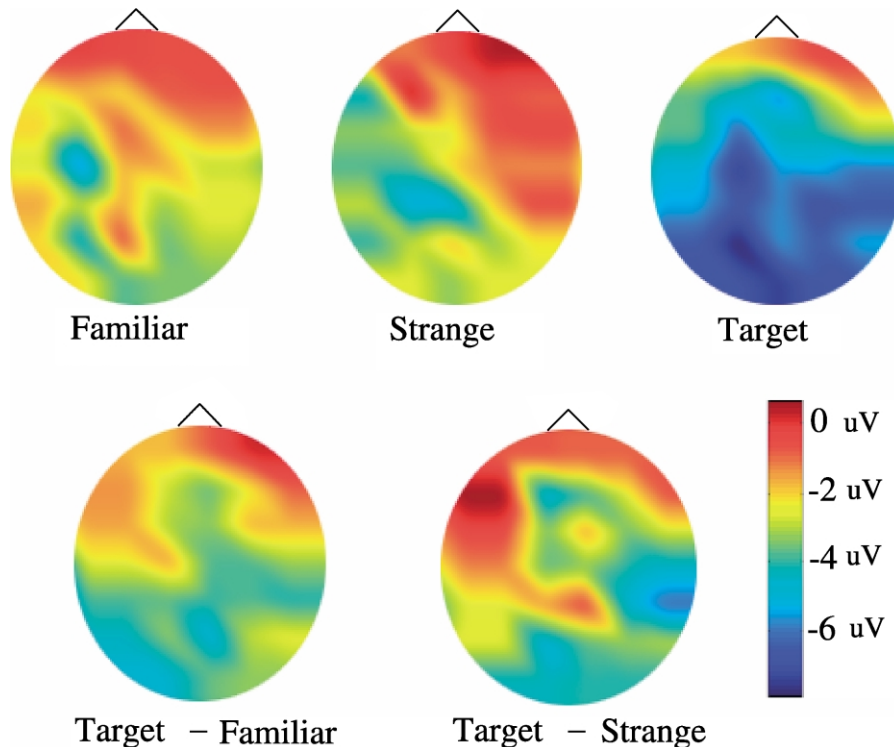 Familiar
Strange
Target
0 uV
-2 uV
-4 uV
-6 uV
Target – Familiar
Target – Strange